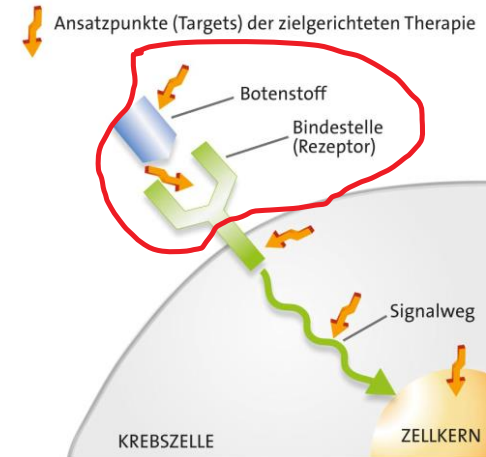 Ansatzpunkte (Targets) der zielgerichteten Therapie
Botenstoff
Bindestelle
(Rezeptor)
Signalweg
KREBSZELLE
ZELLKERN